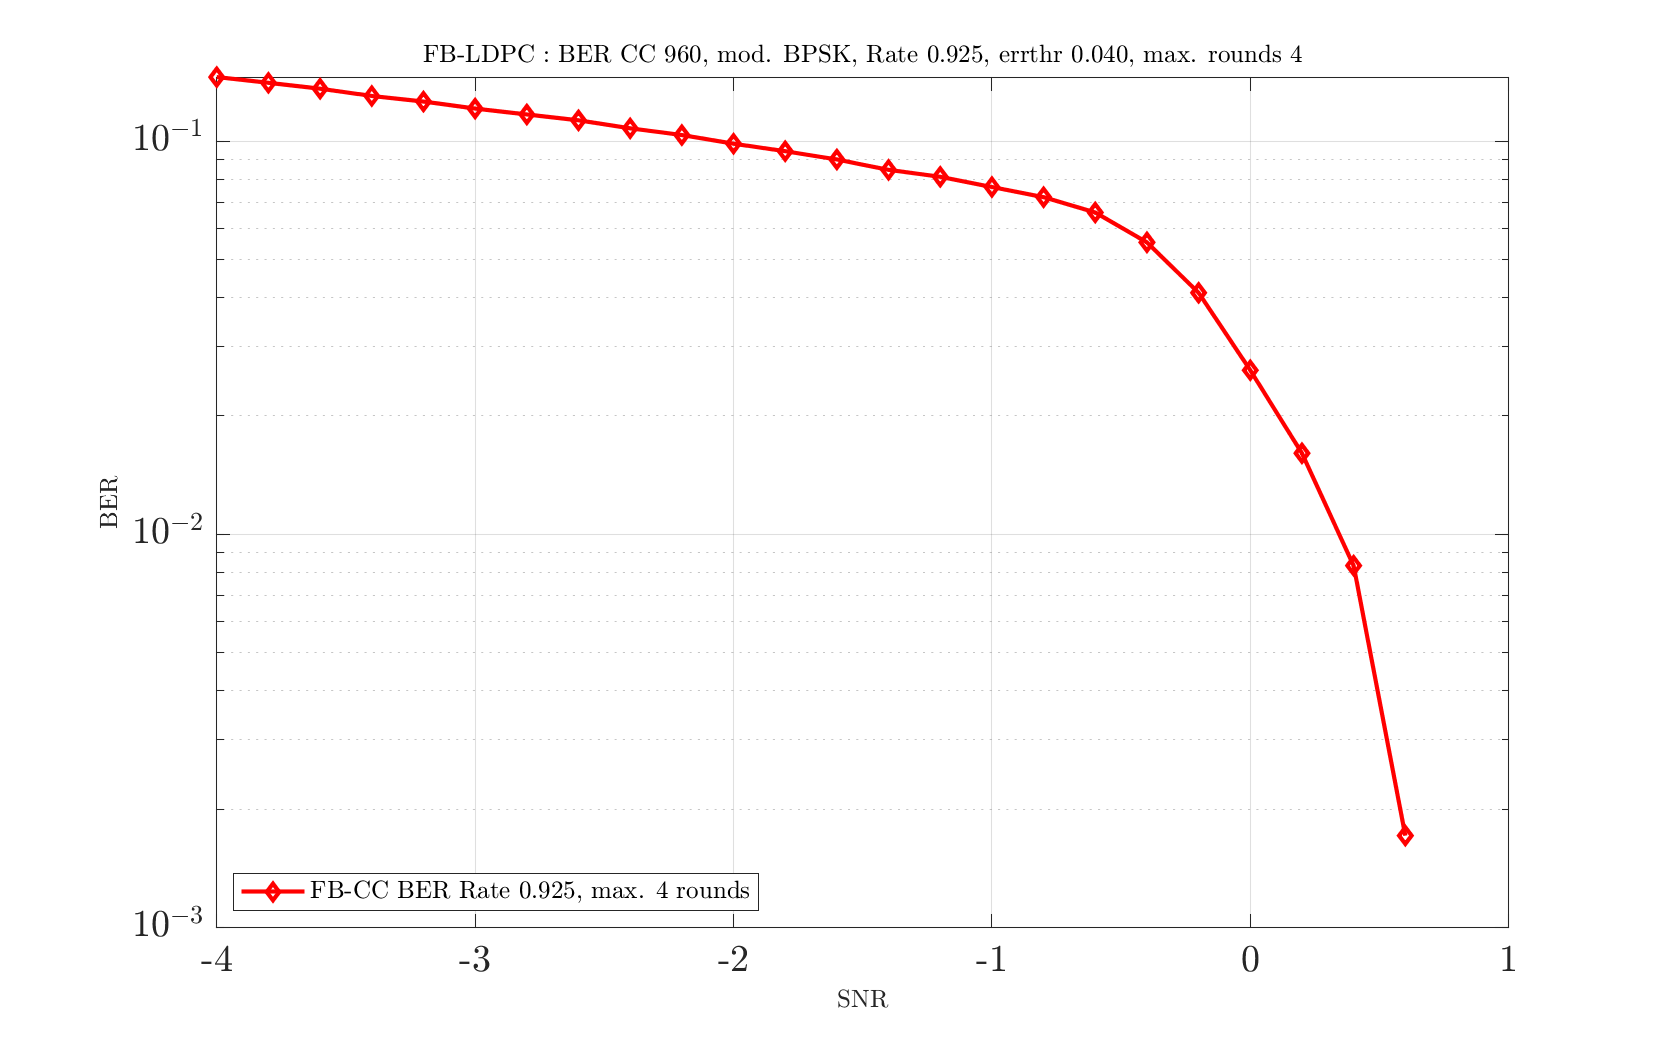 FB-LDPC : BER CC 960, mod. BPSK, Rate 0.925, errthr 0.040, max. rounds 4
10^{-1}
BER
10^{-2}
FB-CC BER Rate 0.925, max. 4 rounds
10^{-3}
-4 -3 -2 -1 0 1
SNR